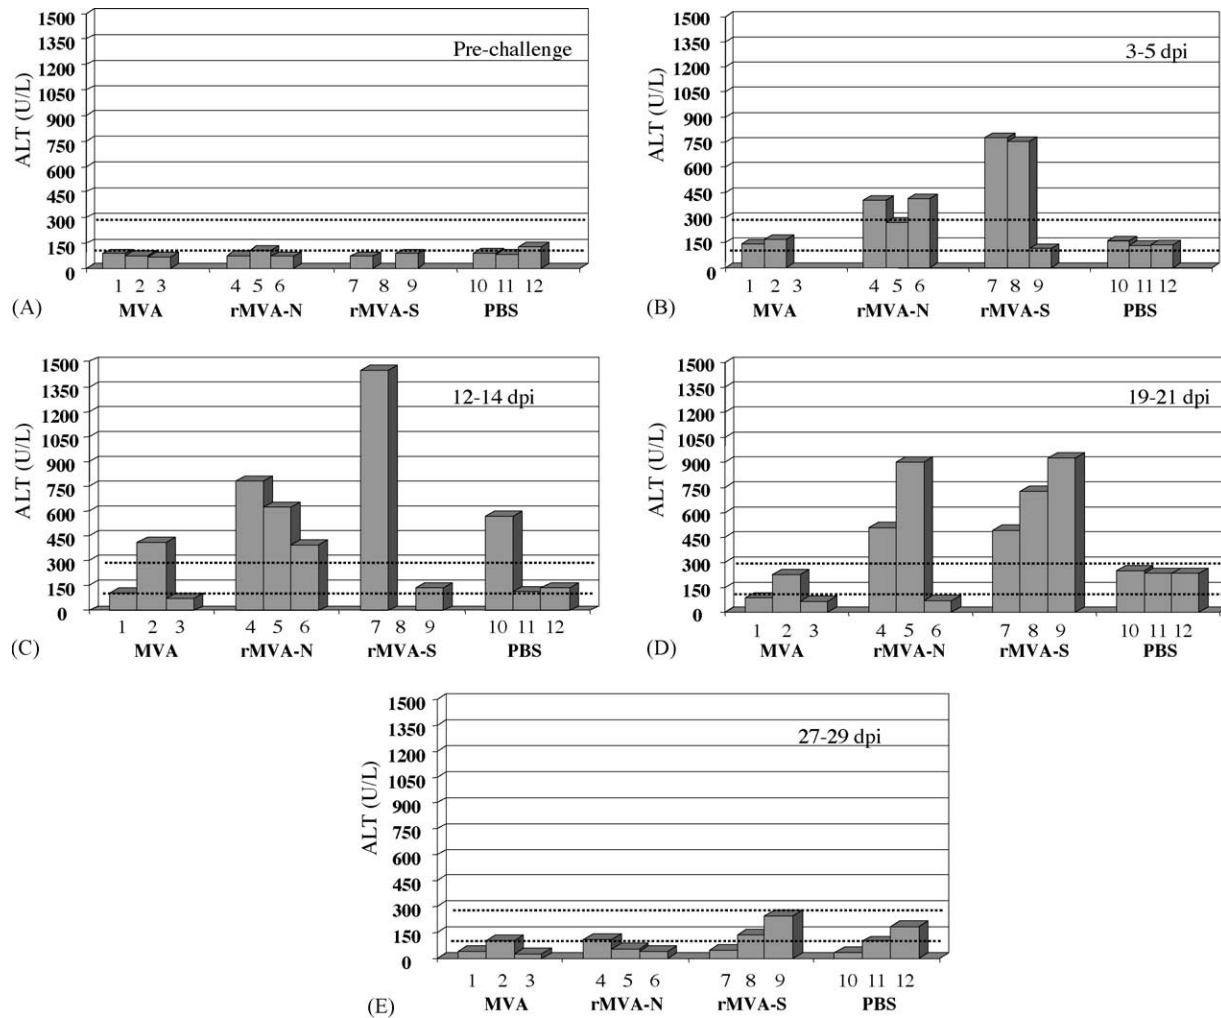 1500
1350
1200
1050
900
750
600
450
300
150
0
ALT (U/L)
Pre-challenge
1 2 3 4 5 6 7 8 9 10 11 12
(A) MVA rMVA-N rMVA-S PBS
1500
1350
1200
1050
900
750
600
450
300
150
0
ALT (U/L)
3-5 dpi
1 2 3 4 5 6 7 8 9 10 11 12
(B) MVA rMVA-N rMVA-S PBS
1500
1350
1200
1050
900
750
600
450
300
150
0
ALT (U/L)
12-14 dpi
1 2 3 4 5 6 7 8 9 10 11 12
(C) MVA rMVA-N rMVA-S PBS
1500
1350
1200
1050
900
750
600
450
300
150
0
ALT (U/L)
19-21 dpi
1 2 3 4 5 6 7 8 9 10 11 12
(D) MVA rMVA-N rMVA-S PBS
1500
1350
1200
1050
900
750
600
450
300
150
0
ALT (U/L)
27-29 dpi
1 2 3 4 5 6 7 8 9 10 11 12
(E) MVA rMVA-N rMVA-S PBS